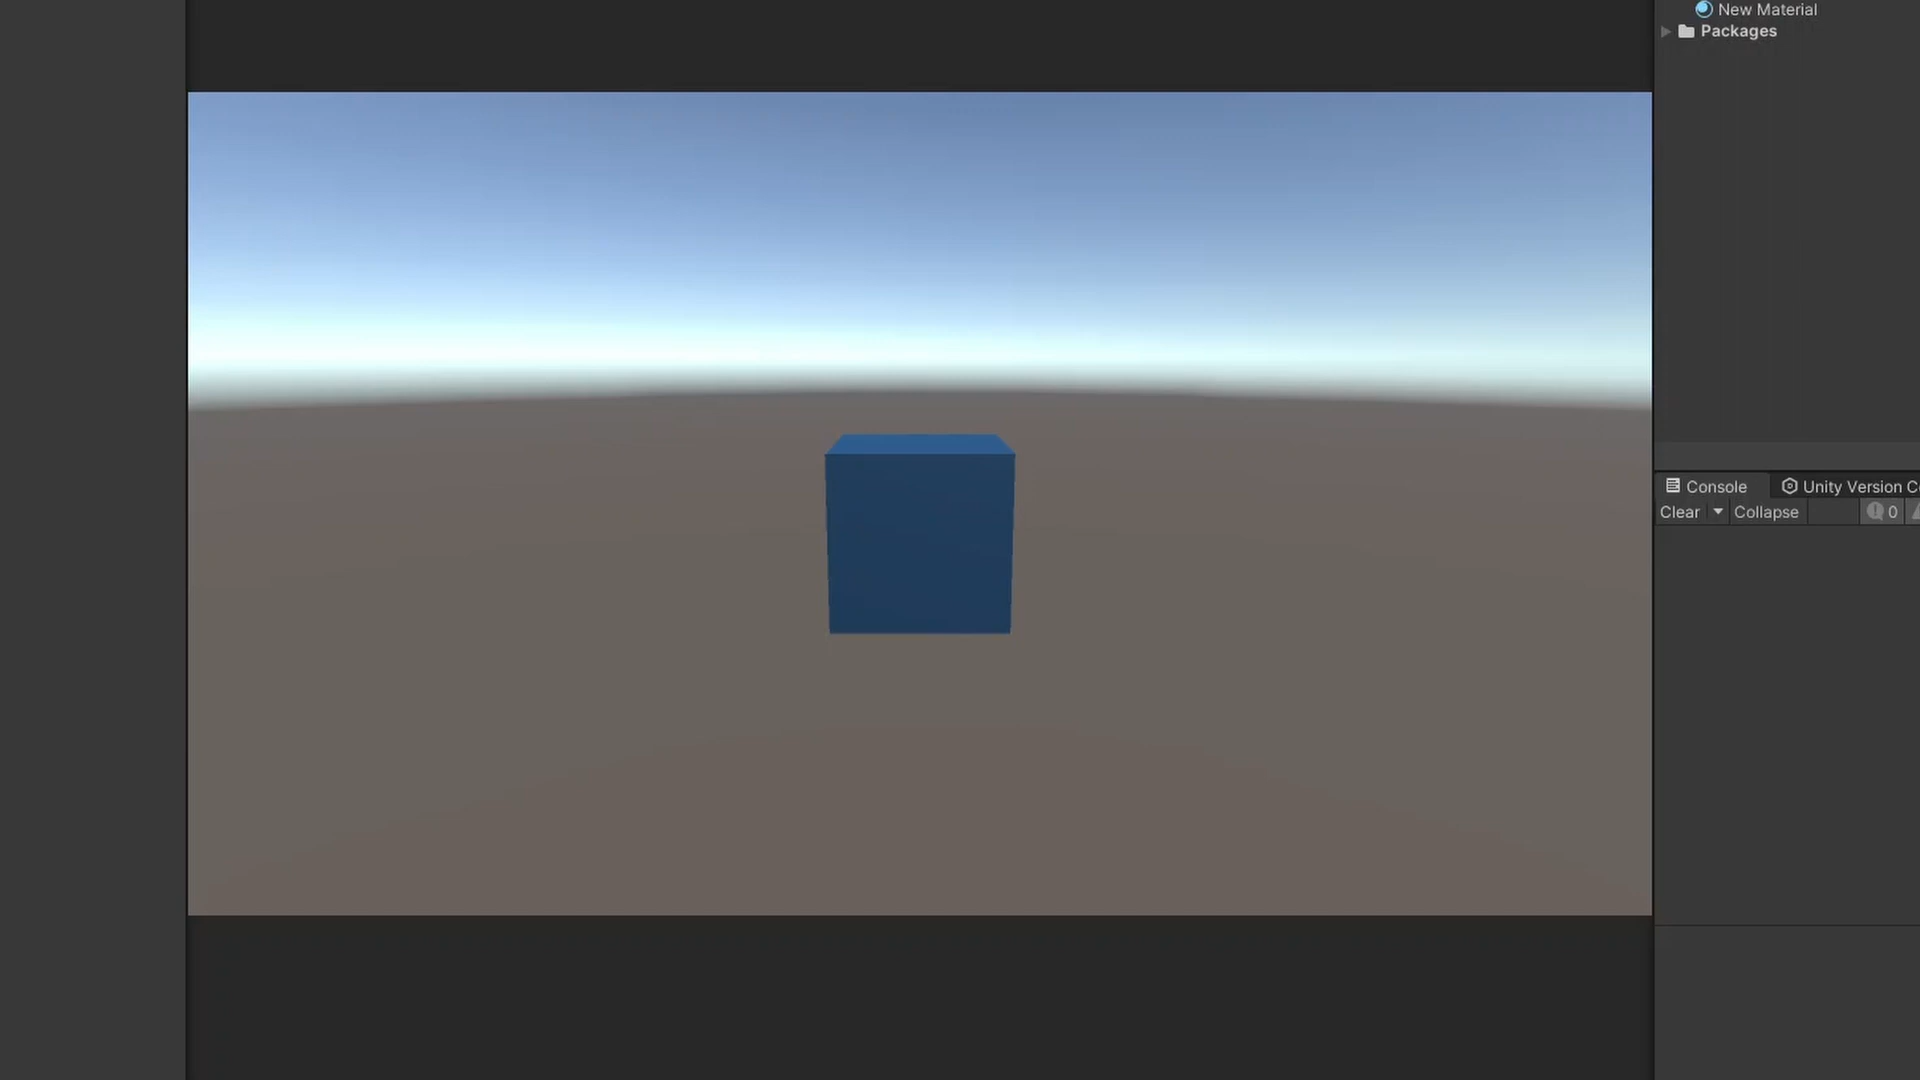 New Material
Packages
Console
Unity Version C
Clear
Collapse
0